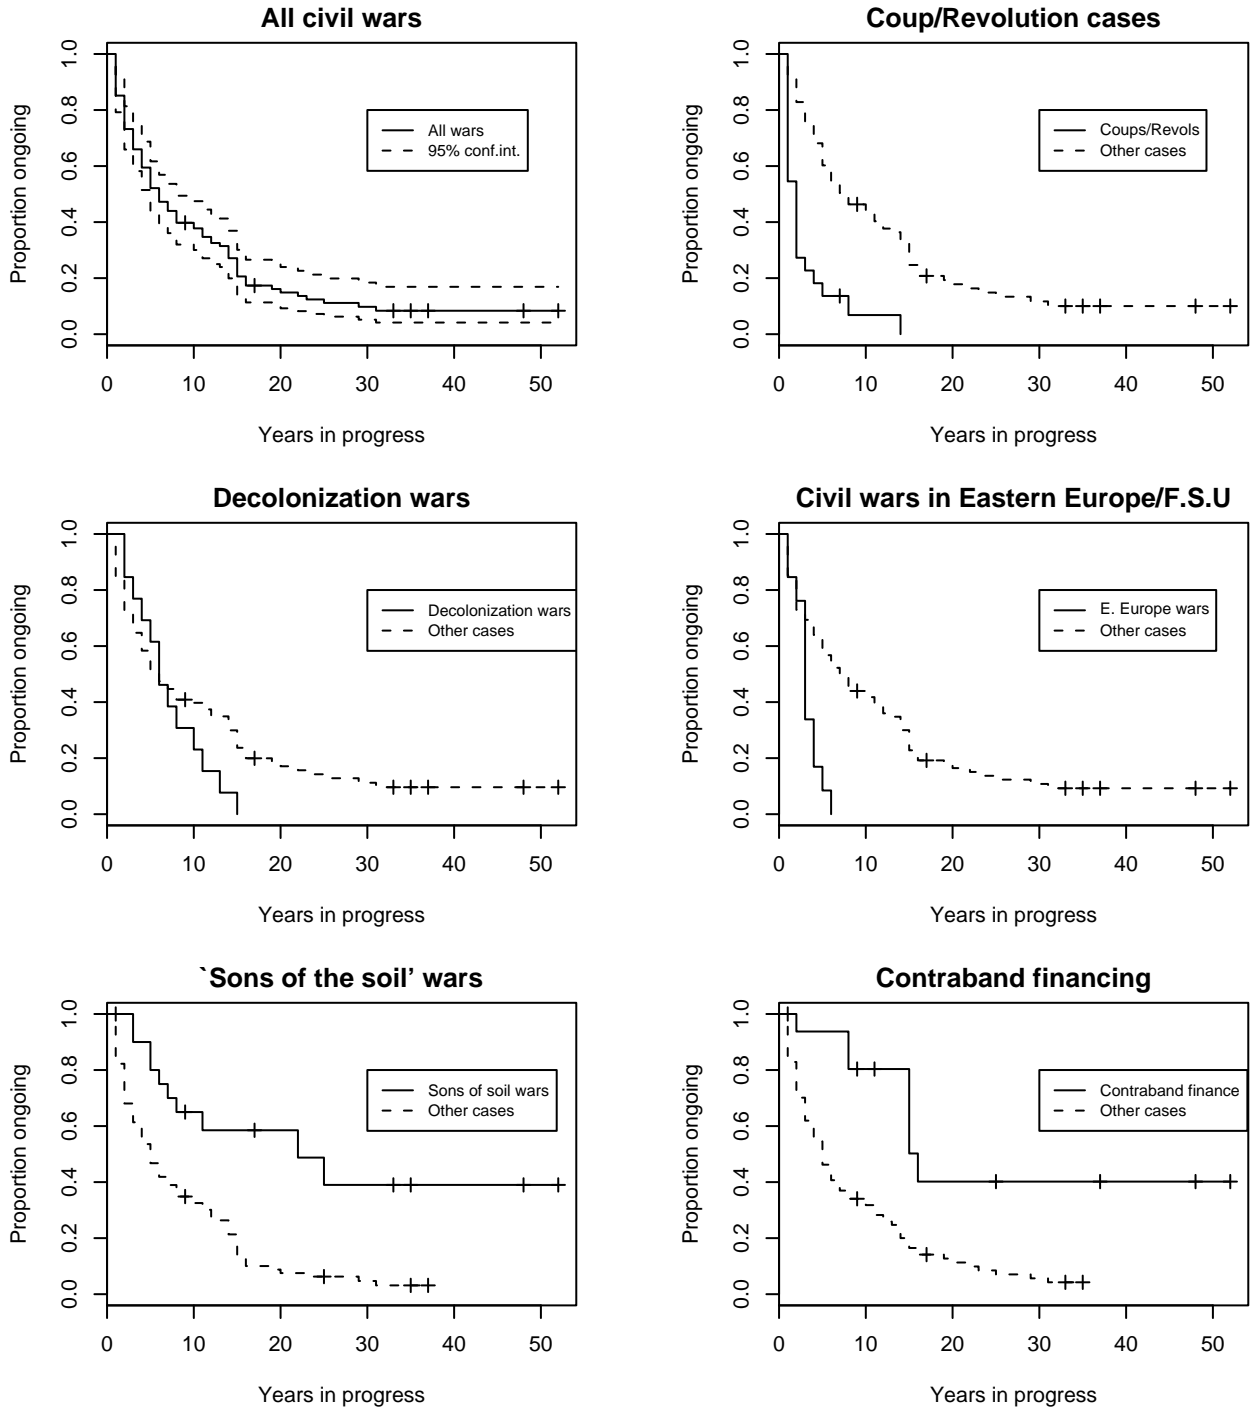 All civil wars
Proportion ongoing
1.0
0.8
0.6
0.4
0.2
0.0
All wars
95% conf.int.
0 10 20 30 40 50
Years in progress
Coup/Revolution cases
Proportion ongoing
1.0
0.8
0.6
0.4
0.2
0.0
Coups/Revols
Other cases
0 10 20 30 40 50
Years in progress
Decolonization wars
Proportion ongoing
1.0
0.8
0.6
0.4
0.2
0.0
Decolonization wars
Other cases
0 10 20 30 40 50
Years in progress
Civil wars in Eastern Europe/F.S.U
Proportion ongoing
1.0
0.8
0.6
0.4
0.2
0.0
E. Europe wars
Other cases
0 10 20 30 40 50
Years in progress
`Sons of the soil’ wars
Proportion ongoing
1.0
0.8
0.6
0.4
0.2
0.0
Sons of soil wars
Other cases
0 10 20 30 40 50
Years in progress
Contraband financing
Proportion ongoing
1.0
0.8
0.6
0.4
0.2
0.0
Contraband finance
Other cases
0 10 20 30 40 50
Years in progress